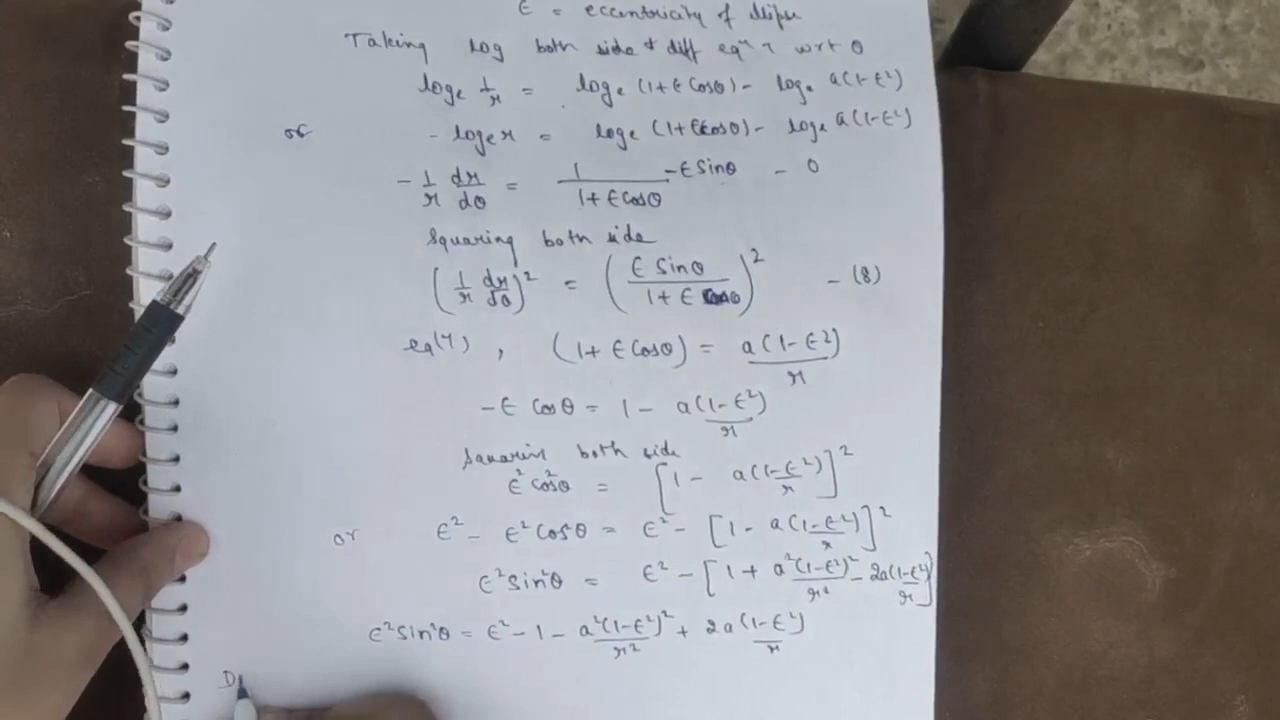 ϵ = eccentricity of ellipse
Taking log both side & diff eqⁿ 7 wrt θ
logₑ 1/r = logₑ (1+ϵ Cosθ) - logₑ a(1-ϵ²)
or - logₑ r = logₑ (1+ϵ Cosθ) - logₑ a(1-ϵ²)
- 1/r dr/dθ = 1/(1+ϵ Cosθ) -ϵ Sinθ - 0
Squaring both side
(1/r dr/dθ)² = (ϵ Sinθ/(1+ϵ Cosθ))² - (8)
eq(7), (1+ϵ Cosθ) = a(1-ϵ²)/r
-ϵ Cosθ = 1 - a(1-ϵ²)/r
Squaring both side
ϵ² cos²θ = [1 - a(1-ϵ²)/r]²
or ϵ² - ϵ² Cos²θ = ϵ² - [1 - a(1-ϵ²)/r]²
ϵ² sin²θ = ϵ² - [1 + a²(1-ϵ²)²/r² - 2a(1-ϵ²)/r]
ϵ² sin²θ = ϵ² - 1 - a²(1-ϵ²)²/r² + 2a(1-ϵ²)/r
D